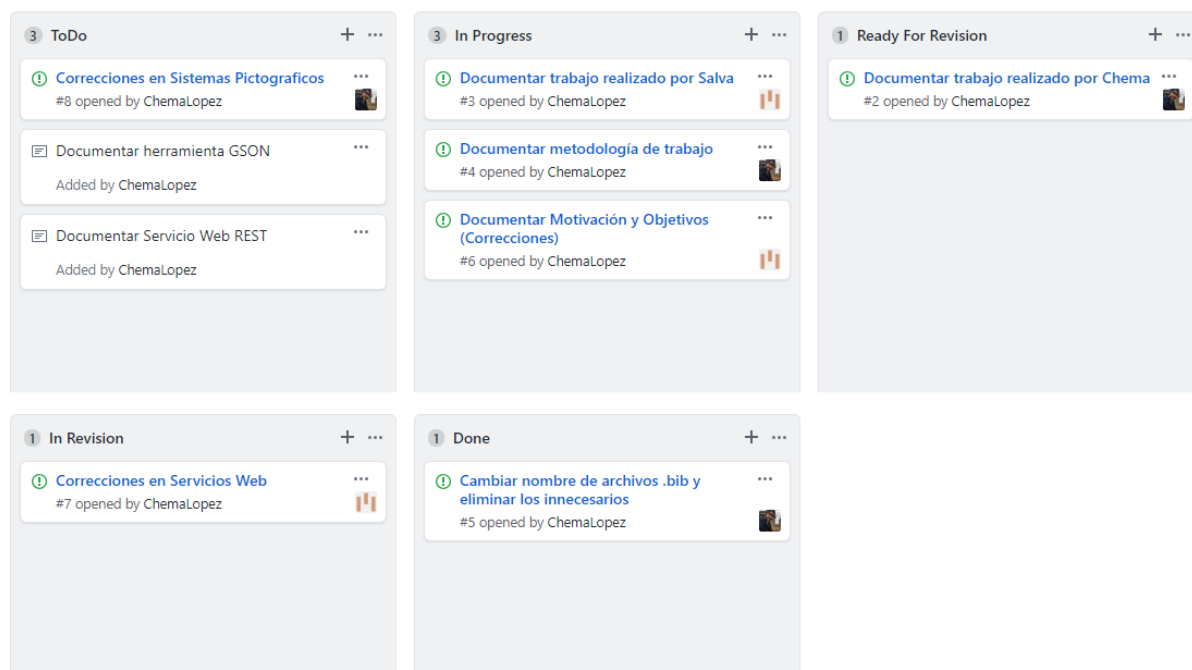 3 ToDo
Correcciones en Sistemas Pictograficos
#8 opened by ChemaLopez
Documentar herramienta GSON
Added by ChemaLopez
Documentar Servicio Web REST
Added by ChemaLopez
3 In Progress
Documentar trabajo realizado por Salva
#3 opened by ChemaLopez
Documentar metodología de trabajo
#4 opened by ChemaLopez
Documentar Motivación y Objetivos
(Correcciones)
#6 opened by ChemaLopez
1 Ready For Revision
Documentar trabajo realizado por Chema
#2 opened by ChemaLopez
1 In Revision
Correcciones en Servicios Web
#7 opened by ChemaLopez
1 Done
Cambiar nombre de archivos .bib y
eliminar los innecesarios
#5 opened by ChemaLopez